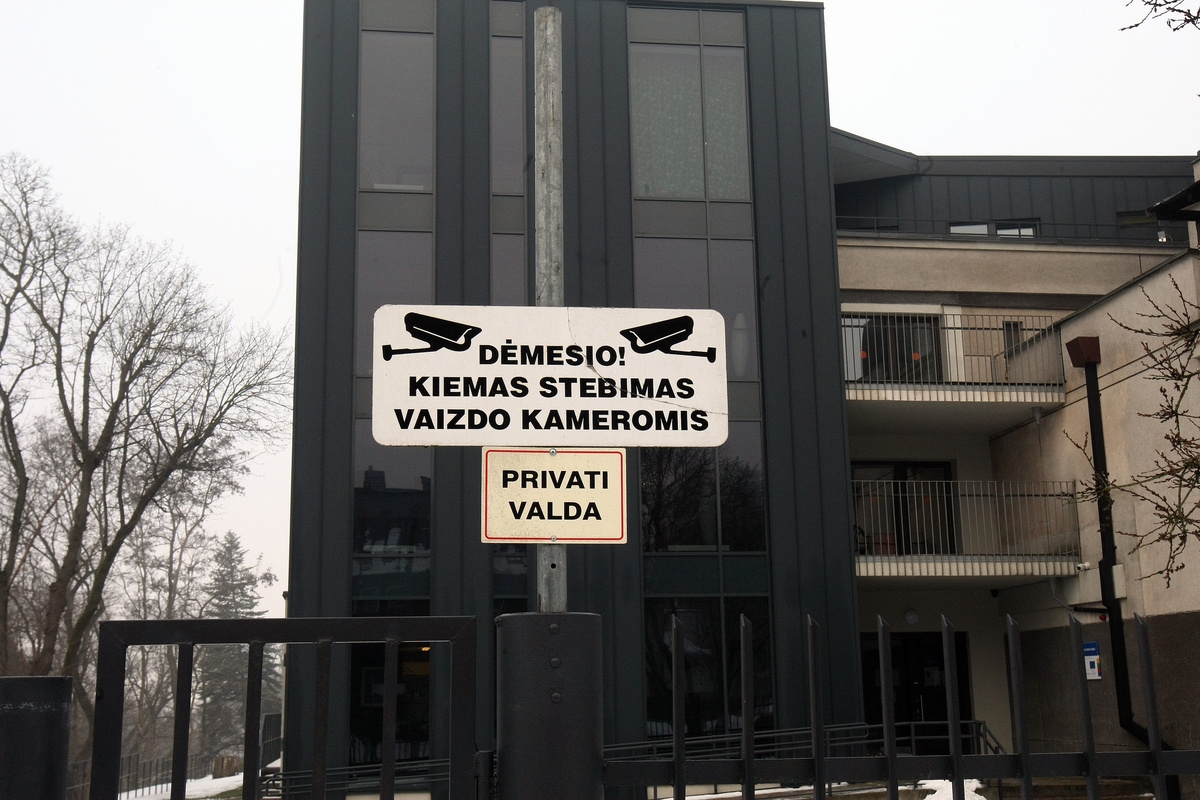 DĖMESIO!
KIEMAS STEBIMAS
VAIZDO KAMEROMIS
PRIVATI
VALDA